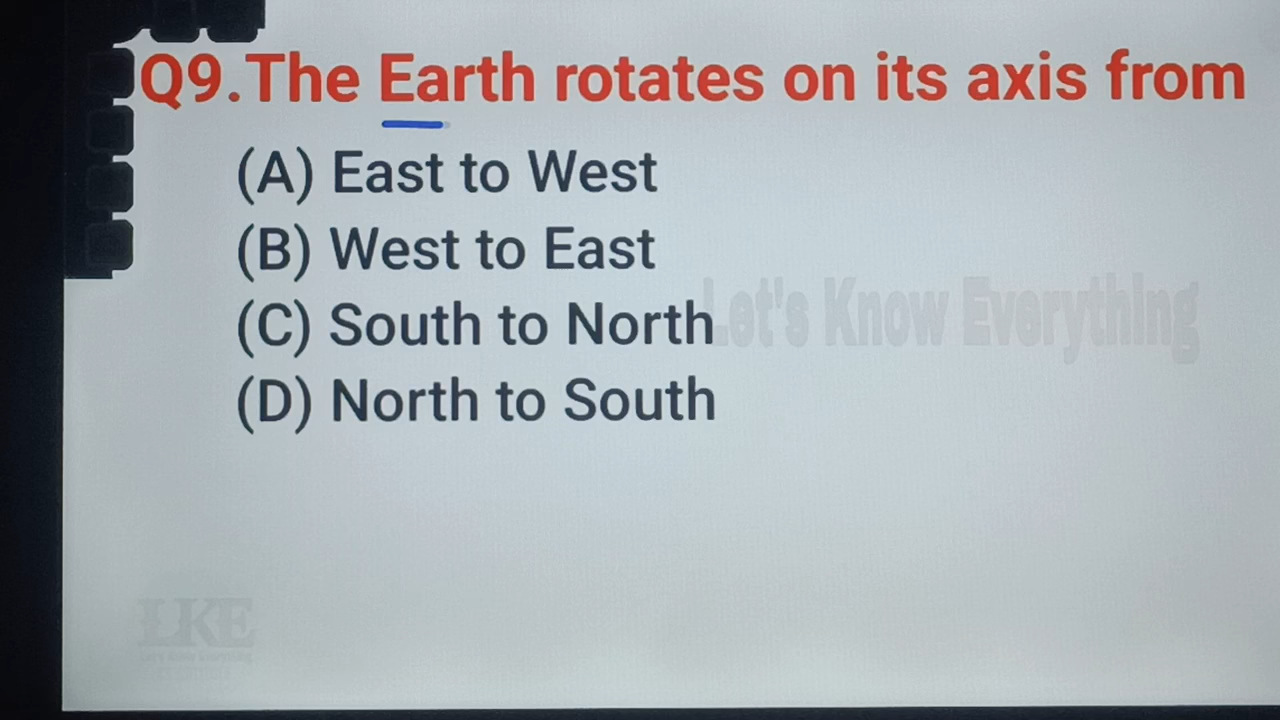 Q9.The Earth rotates on its axis from
(A) East to West
(B) West to East
(C) South to North
Let's Know Everything
(D) North to South
LKE